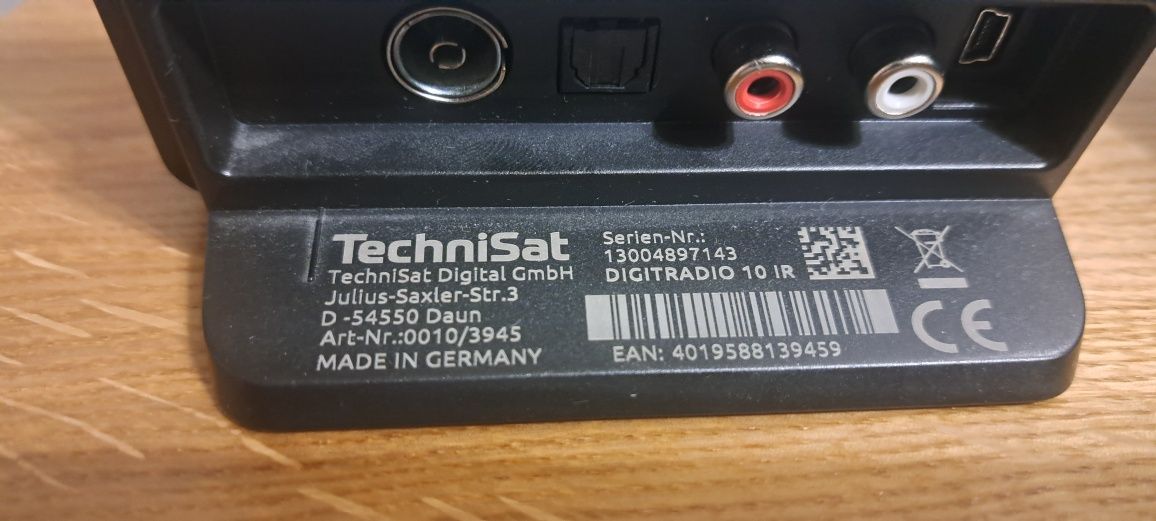 TechniSat
TechniSat Digital GmbH
Julius-Saxler-Str.3
D -54550 Daun
Art-Nr.:0010/3945
MADE IN GERMANY
Serien-Nr.:
13004897143
DIGITRADIO 10 IR
EAN: 4019588139459
CE